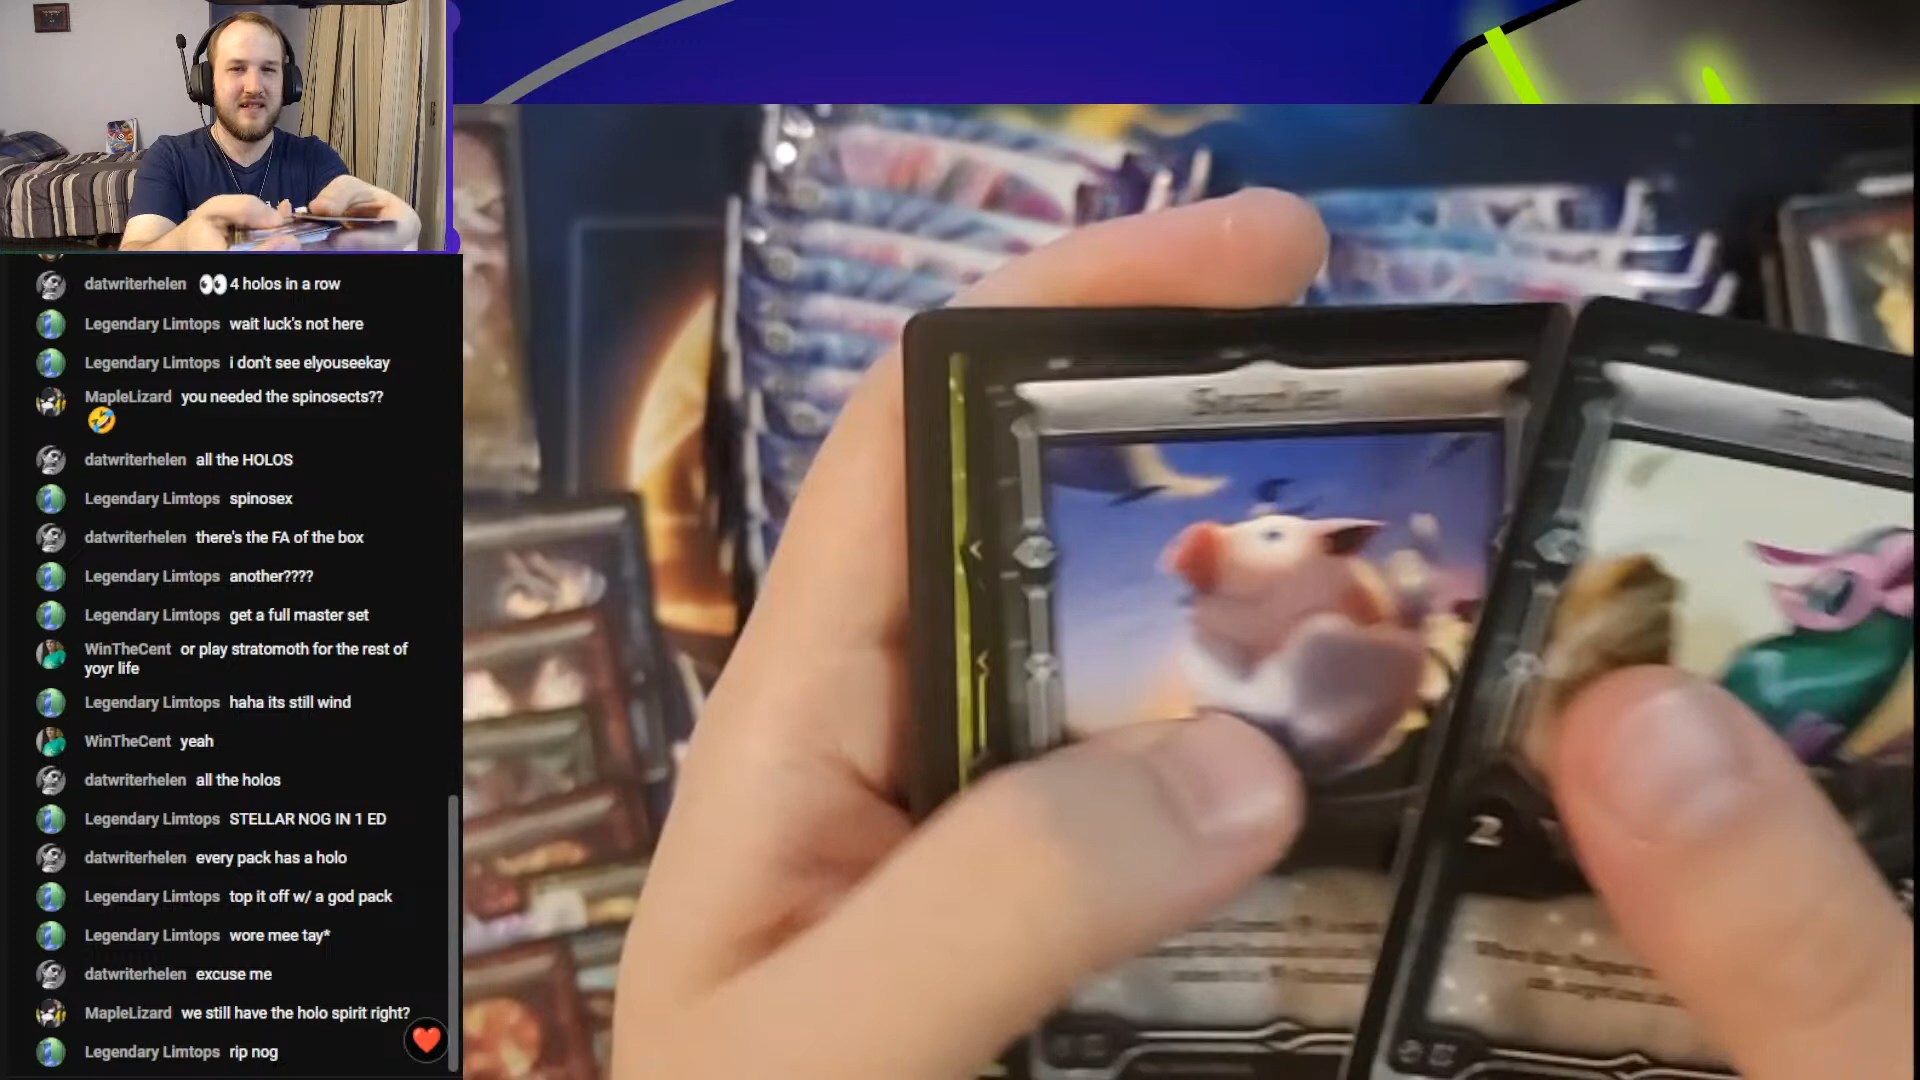 datwriterhelen 👀 4 holos in a row
Legendary Limtops wait luck's not here
Legendary Limtops i don't see elyouseekay
MapleLizard you needed the spinosects??
🤣
datwriterhelen all the HOLOS
Legendary Limtops spinosex
datwriterhelen there's the FA of the box
Legendary Limtops another????
Legendary Limtops get a full master set
WinTheCent or play stratomoth for the rest of
yoyr life
Legendary Limtops haha its still wind
WinTheCent yeah
datwriterhelen all the holos
Legendary Limtops STELLAR NOG IN 1 ED
datwriterhelen every pack has a holo
Legendary Limtops top it off w/ a god pack
Legendary Limtops wore mee tay*
datwriterhelen excuse me
MapleLizard we still have the holo spirit right?
Legendary Limtops rip nog
2